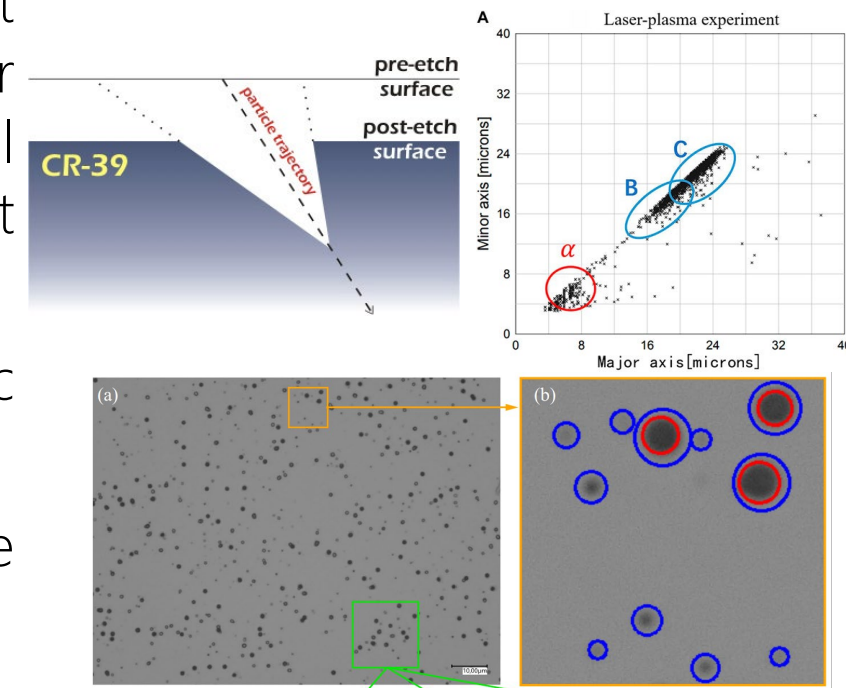 pre-etch
surface
post-etch
surface
CR-39
particle trajectory
A
Laser-plasma experiment
Minor axis [microns]
40
32
24
16
8
0
C
B
α
0 8 16 24 32 40
Major axis[microns]
(a)
10.00μm
(b)